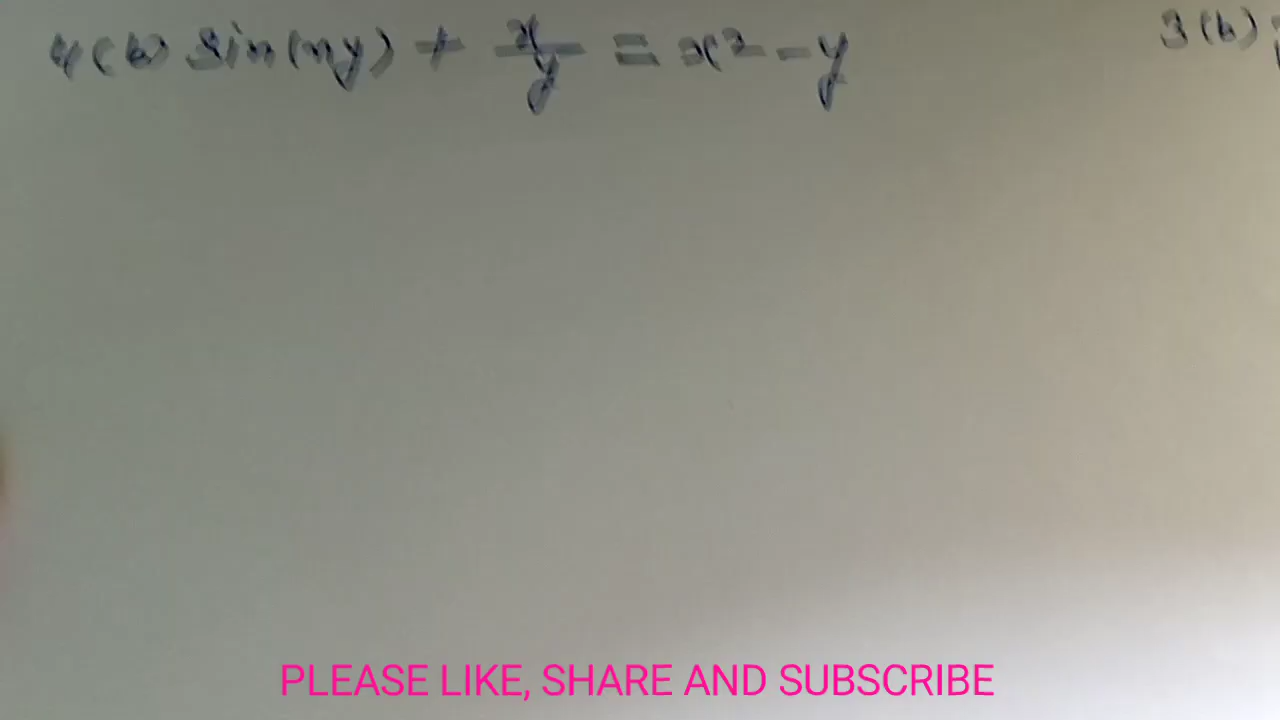 4(b) sin(xy) + x/y = x² - y
3(b)
PLEASE LIKE, SHARE AND SUBSCRIBE